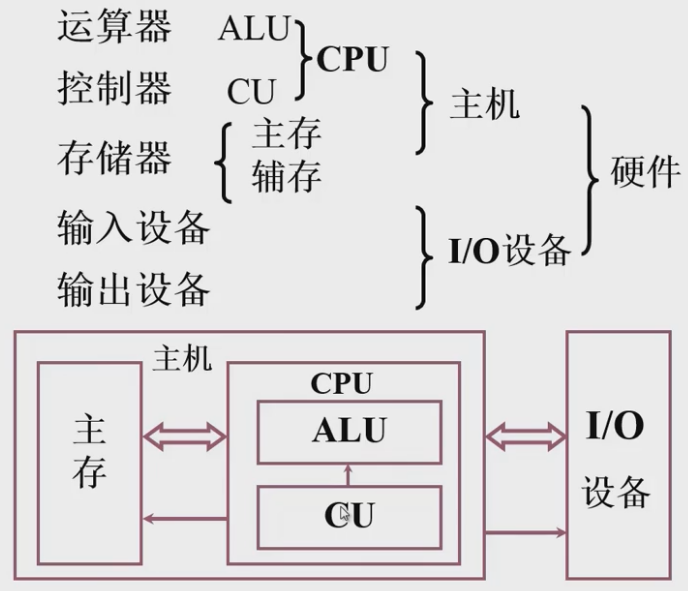 运算器 ALU
CPU
控制器 CU
主机
存储器 主存
辅存
硬件
输入设备
I/O设备
输出设备
主机
CPU
主存
ALU
CU
I/O
设备